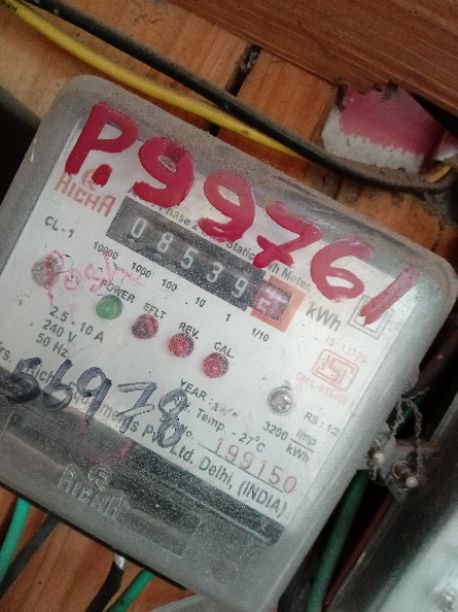 P.99761
RICHA
CL-1
08539
kWh
10000 1000 100 10 1 1/10
POWER EFLT REV. CAL.
2.5-10 A
240 V
50 Hz
56978
YEAR:
Temp. - 27°C
3200 imp/kWh
199150
Ltd. Delhi, (INDIA)
RICHA